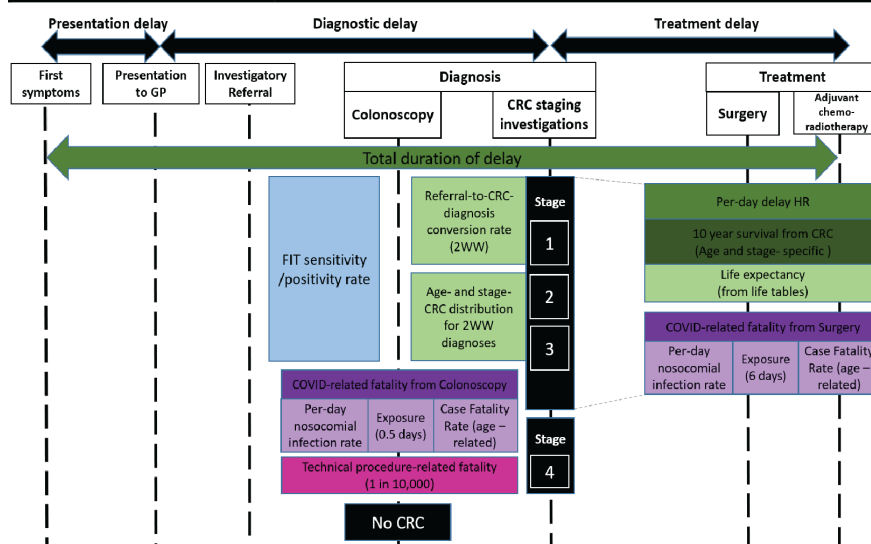 Presentation delay
Diagnostic delay
Treatment delay
First
symptoms
Presentation
to GP
Investigatory
Referral
Diagnosis
Colonoscopy
CRC staging
investigations
Treatment
Surgery
Adjuvant
chemo-
radiotherapy
Total duration of delay
FIT sensitivity
/positivity rate
Referral-to-CRC-
diagnosis
conversion rate
(2WW)
Age- and stage-
CRC distribution
for 2WW
diagnoses
Stage
1
2
3
Per-day delay HR
10 year survival from CRC
(Age and stage- specific )
Life expectancy
(from life tables)
COVID-related fatality from Surgery
Per-day
nosocomial
infection rate
Exposure
(6 days)
Case Fatality
Rate (age –
related)
COVID-related fatality from Colonoscopy
Per-day
nosocomial
infection rate
Exposure
(0.5 days)
Case Fatality
Rate (age –
related)
Technical procedure-related fatality
(1 in 10,000)
Stage
4
No CRC